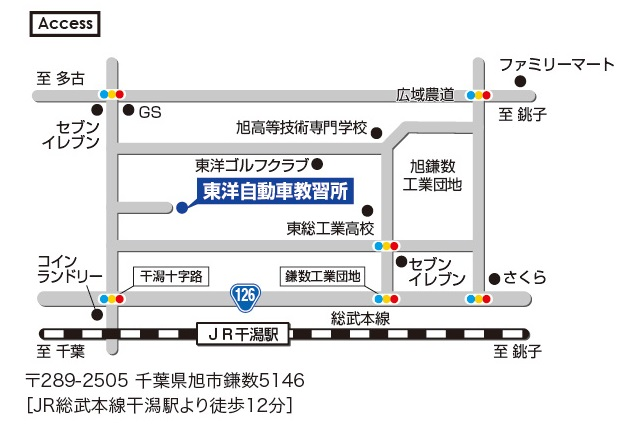 Access
ファミリーマート
至 多古
広域農道
GS
至 銚子
セブン
イレブン
旭高等技術専門学校
東洋ゴルフクラブ
旭鎌数
工業団地
東洋自動車教習所
東総工業高校
コイン
ランドリー
セブン
イレブン
さくら
干潟十字路
126
鎌数工業団地
総武本線
JR干潟駅
至 千葉
至 銚子
〒289-2505 千葉県旭市鎌数5146
[JR総武本線干潟駅より徒歩12分]